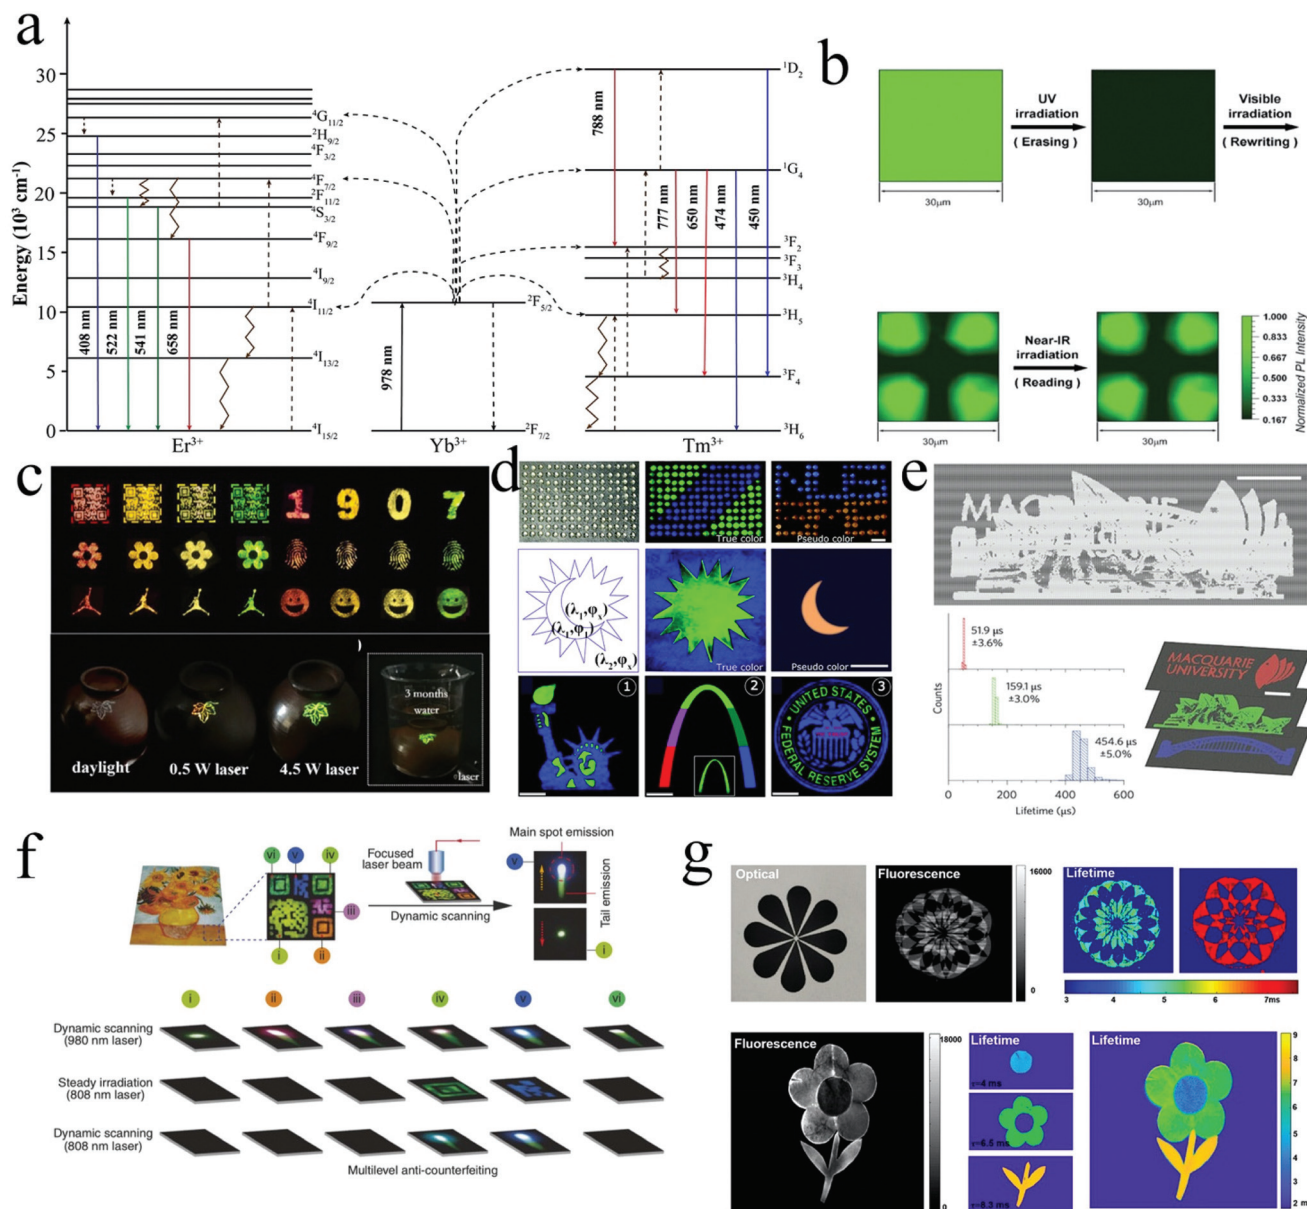 a
Energy (10³ cm⁻¹)
30
25
20
15
10
5
0
⁴G₁₁/₂
²H₉/₂
⁴F₃/₂
⁴F₇/₂
²F₁₁/₂
⁴S₃/₂
⁴F₉/₂
⁴I₉/₂
⁴I₁₁/₂
⁴I₁₃/₂
⁴I₁₅/₂
408 nm
522 nm
541 nm
658 nm
Er³⁺
978 nm
²F₅/₂
²F₇/₂
Yb³⁺
788 nm
777 nm
650 nm
474 nm
450 nm
¹D₂
¹G₄
³F₂
³F₃
³H₄
³H₅
³F₄
³H₆
Tm³⁺
b
UV
irradiation
( Erasing )
Visible
irradiation
( Rewriting )
30μm
30μm
Near-IR
irradiation
( Reading )
30μm
30μm
1.000
0.833
0.667
0.500
0.333
0.167
Normalized PL Intensity
c
1 9 0 7
daylight
0.5 W laser
4.5 W laser
3 months
water
laser
d
True color
Pseudo color
(λ₋₁,φₓ)
(λ₋₁,φ₁)
(λ₋₂,φₓ)
True color
Pseudo color
1
2
3
UNITED STATES
FEDERAL RESERVE SYSTEM
e
MACQUARIE
51.9 μs
±3.6%
159.1 μs
±3.0%
454.6 μs
±5.0%
Counts
0 200 400 600
Lifetime (μs)
MACQUARIE
UNIVERSITY
f
vi v iv
iii
i ii
Focused
laser beam
Dynamic scanning
Main spot emission
Tail emission
v
i
i ii iii iv v vi
Dynamic scanning
(980 nm laser)
Steady irradiation
(808 nm laser)
Dynamic scanning
(808 nm laser)
Multilevel anti-counterfeiting
g
Optical
Fluorescence
16000
0
Lifetime
3 4 5 6 7ms
Fluorescence
18000
0
Lifetime
τ=4 ms
τ=6.5 ms
τ=8.3 ms
Lifetime
9
8
7
6
5
4
3
2 m